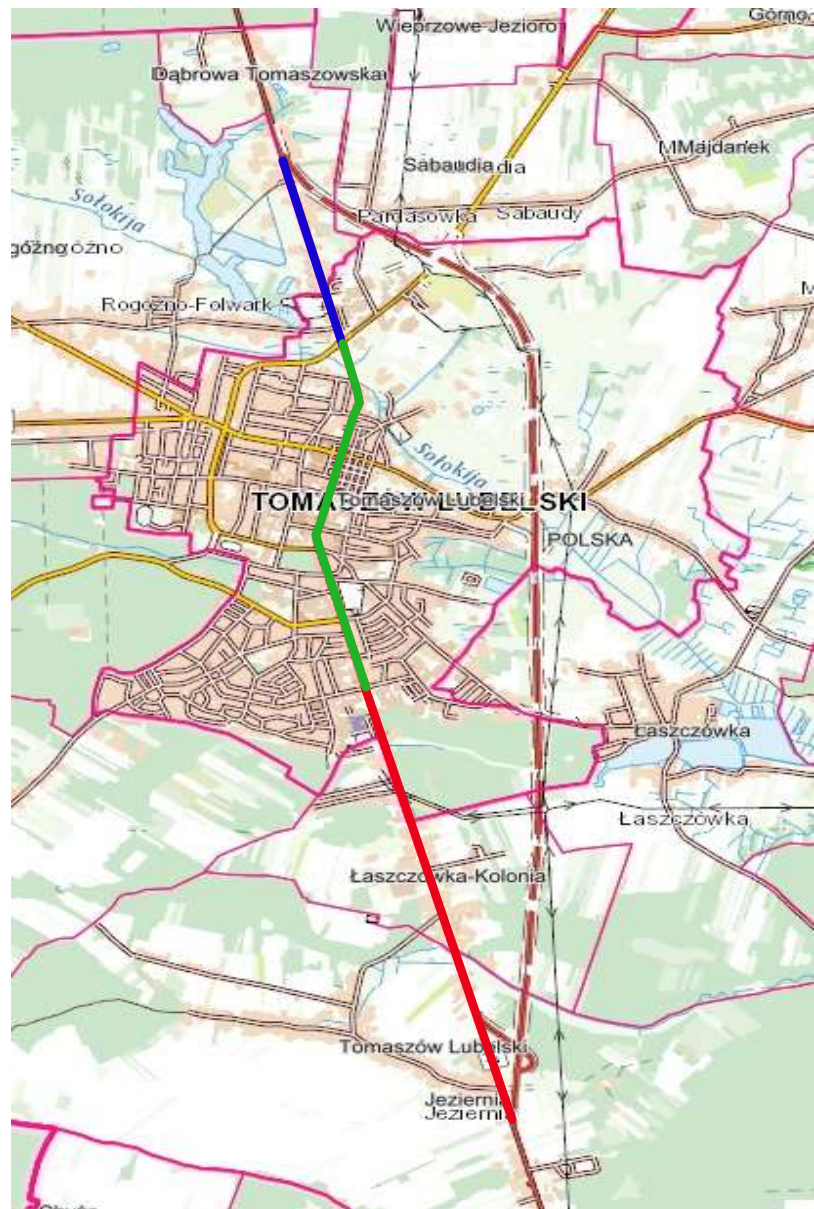 Wieprzowe-Jezioro
Górno
Dąbrowa Tomaszowska
MMajdanek
Sabaudia
Sołokija
Pardasówka
Sabaudy
Rogóźno-Folwark
Sołokija
TOMASZÓW LUBELSKI
Tomaszów Lubelski
POLSKA
Łaszczówka
Łaszczówka
Łaszczówka-Kolonia
Tomaszów Lubelski
Jeziernia
Jeziernia